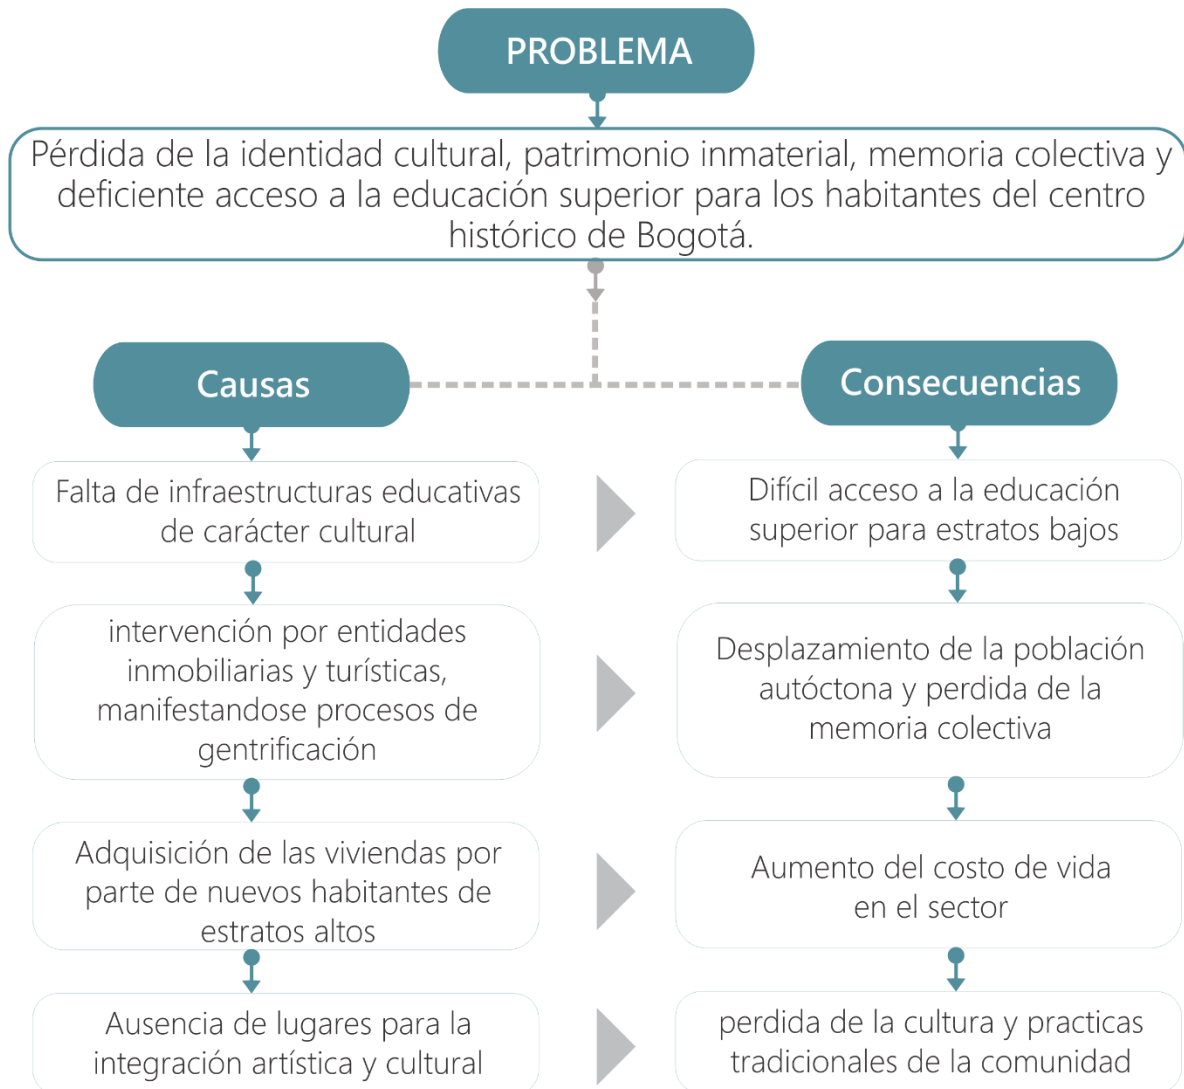 PROBLEMA
Pérdida de la identidad cultural, patrimonio inmaterial, memoria colectiva y
deficiente acceso a la educación superior para los habitantes del centro
histórico de Bogotá.
Causas
Consecuencias
Falta de infraestructuras educativas
de carácter cultural
Difícil acceso a la educación
superior para estratos bajos
intervención por entidades
inmobiliarias y turísticas,
manifestandose procesos de
gentrificación
Desplazamiento de la población
autóctona y perdida de la
memoria colectiva
Adquisición de las viviendas por
parte de nuevos habitantes de
estratos altos
Aumento del costo de vida
en el sector
Ausencia de lugares para la
integración artística y cultural
perdida de la cultura y practicas
tradicionales de la comunidad